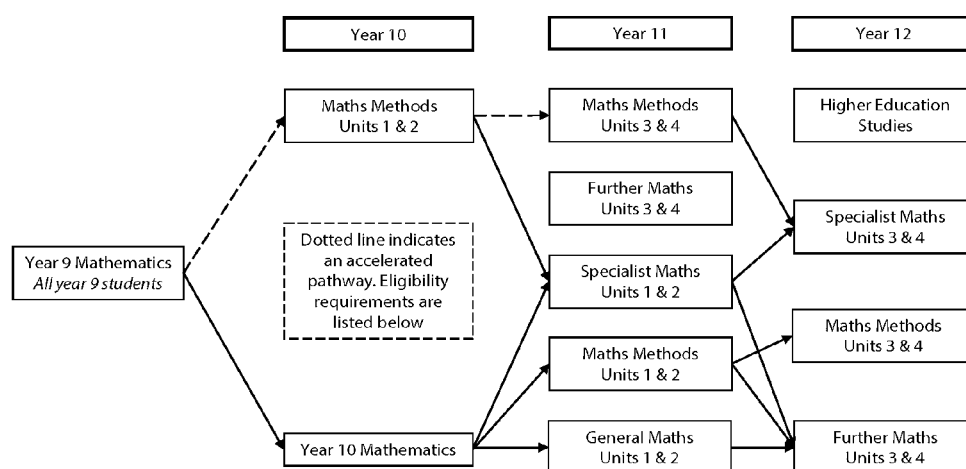 Year 10
Year 11
Year 12
Maths Methods
Units 1 & 2
Maths Methods
Units 3 & 4
Higher Education
Studies
Further Maths
Units 3 & 4
Dotted line indicates
an accelerated
pathway. Eligibility
requirements are
listed below
Specialist Maths
Units 3 & 4
Year 9 Mathematics
All year 9 students
Specialist Maths
Units 1 & 2
Maths Methods
Units 3 & 4
Maths Methods
Units 1 & 2
Year 10 Mathematics
General Maths
Units 1 & 2
Further Maths
Units 3 & 4